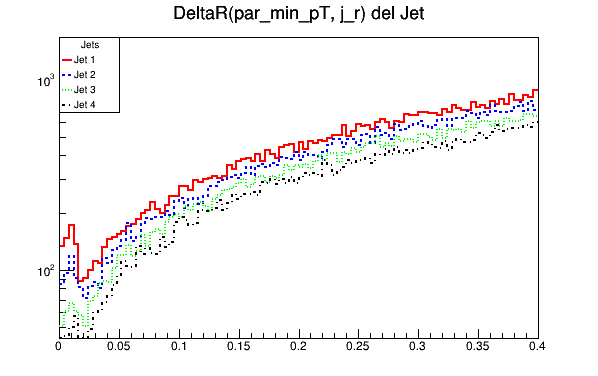 DeltaR(par_min_pT, j_r) del Jet
Jets
Jet 1
Jet 2
Jet 3
Jet 4
10³
10²
0 0.05 0.1 0.15 0.2 0.25 0.3 0.35 0.4